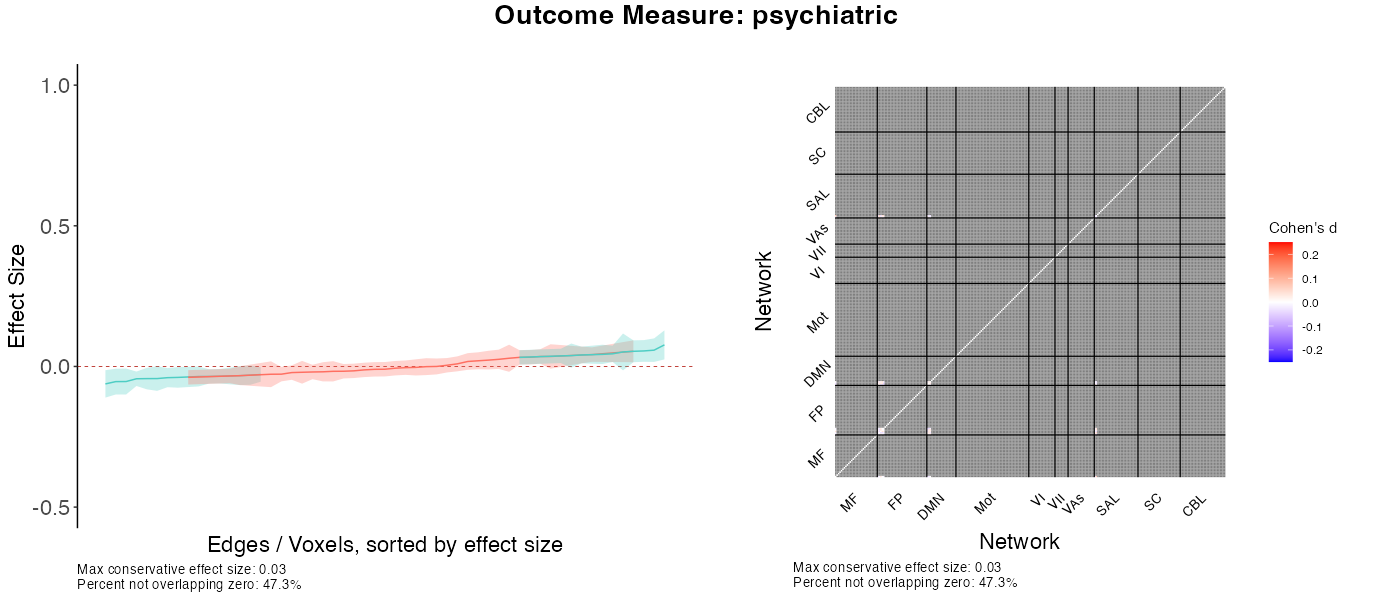 Outcome Measure: psychiatric
1.0
0.5
0.0
-0.5
Effect Size
Edges / Voxels, sorted by effect size
Max conservative effect size: 0.03
Percent not overlapping zero: 47.3%
Network
CBL
SC
SAL
VAs
VII
VI
Mot
DMN
FP
MF
MF
FP
DMN
Mot
VI
VII
VAs
SAL
SC
CBL
Network
Max conservative effect size: 0.03
Percent not overlapping zero: 47.3%
Cohen's d
0.2
0.1
0.0
-0.1
-0.2